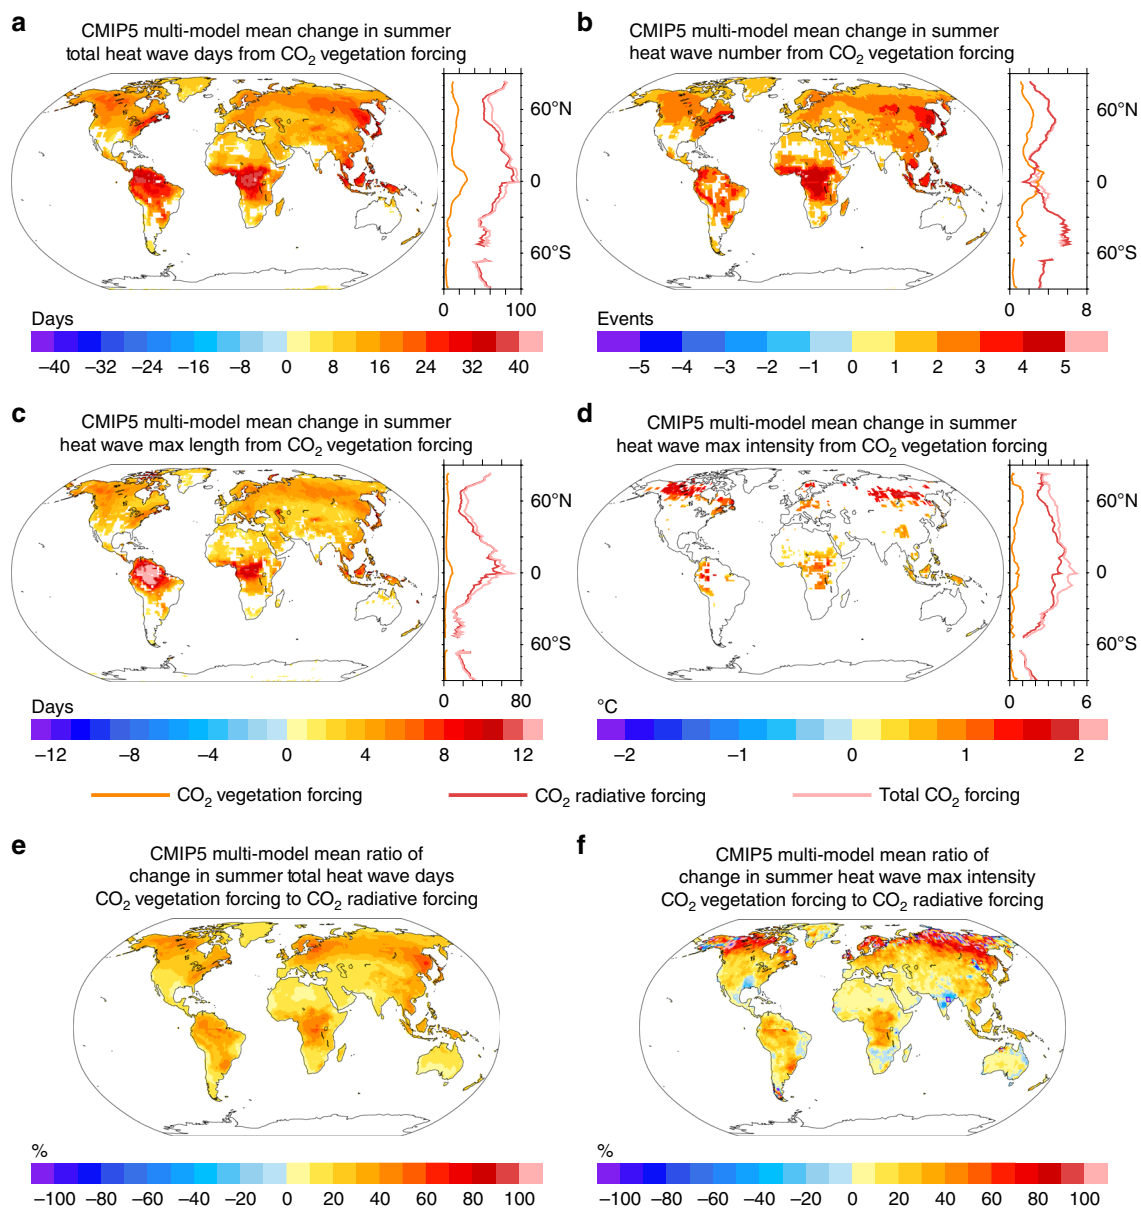 a
CMIP5 multi-model mean change in summer
total heat wave days from CO2 vegetation forcing
60°N
0
60°S
0 100
Days
–40 –32 –24 –16 –8 0 8 16 24 32 40
b
CMIP5 multi-model mean change in summer
heat wave number from CO2 vegetation forcing
60°N
0
60°S
0 8
Events
–5 –4 –3 –2 –1 0 1 2 3 4 5
c
CMIP5 multi-model mean change in summer
heat wave max length from CO2 vegetation forcing
60°N
0
60°S
0 80
Days
–12 –8 –4 0 4 8 12
d
CMIP5 multi-model mean change in summer
heat wave max intensity from CO2 vegetation forcing
60°N
0
60°S
0 6
°C
–2 –1 0 1 2
CO2 vegetation forcing CO2 radiative forcing Total CO2 forcing
e
CMIP5 multi-model mean ratio of
change in summer total heat wave days
CO2 vegetation forcing to CO2 radiative forcing
%
–100 –80 –60 –40 –20 0 20 40 60 80 100
f
CMIP5 multi-model mean ratio of
change in summer heat wave max intensity
CO2 vegetation forcing to CO2 radiative forcing
%
–100 –80 –60 –40 –20 0 20 40 60 80 100